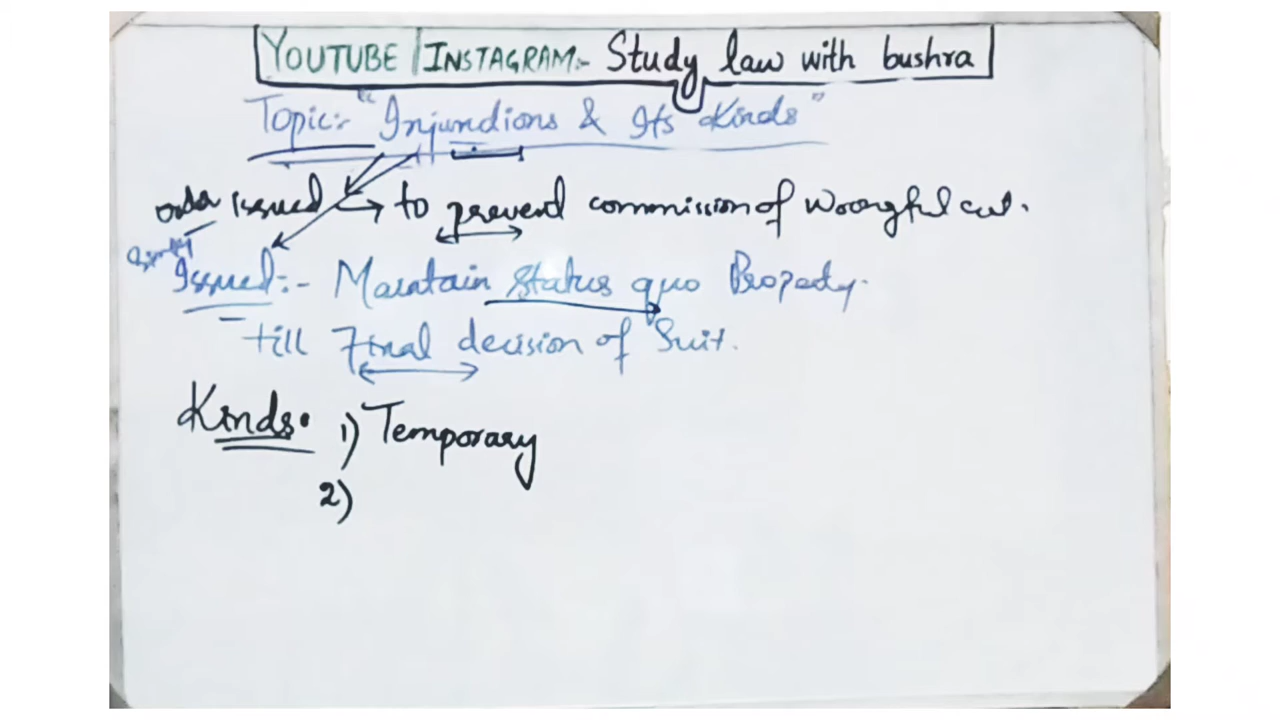 YOUTUBE | INSTAGRAM:- Study law with bushra
Topic:- "Injunctions & Its Kinds"
order issued → to prevent commission of wrongful act.
Issued:- Maintain status quo Property.
till Final decision of Suit.
Kinds: 1) Temporary
2)